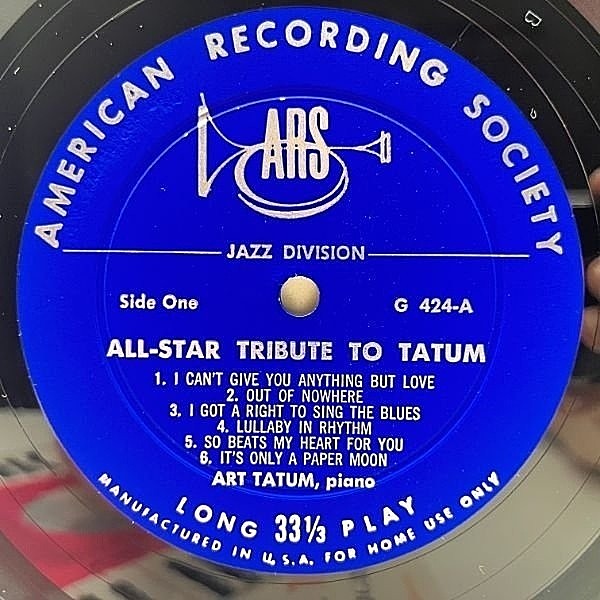 AMERICAN RECORDING SOCIETY
ARS
JAZZ DIVISION
Side One
G 424-A
ALL-STAR TRIBUTE TO TATUM
1. I CAN'T GIVE YOU ANYTHING BUT LOVE
2. OUT OF NOWHERE
3. I GOT A RIGHT TO SING THE BLUES
4. LULLABY IN RHYTHM
5. SO BEATS MY HEART FOR YOU
6. IT'S ONLY A PAPER MOON
ART TATUM, piano
LONG 33⅓ PLAY
MANUFACTURED IN U.S.A. FOR HOME USE ONLY